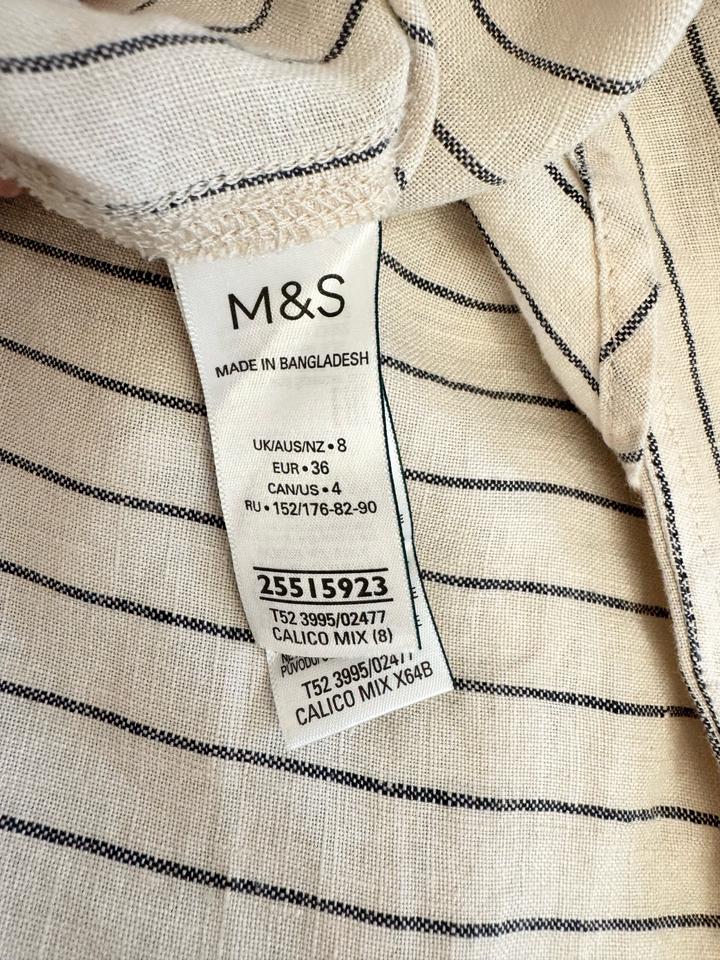 M&S
MADE IN BANGLADESH
UK/AUS/NZ • 8
EUR • 36
CAN/US • 4
RU • 152/176-82-90
25515923
T52 3995/02477
CALICO MIX (8)
T52 3995/02477
CALICO MIX X64B